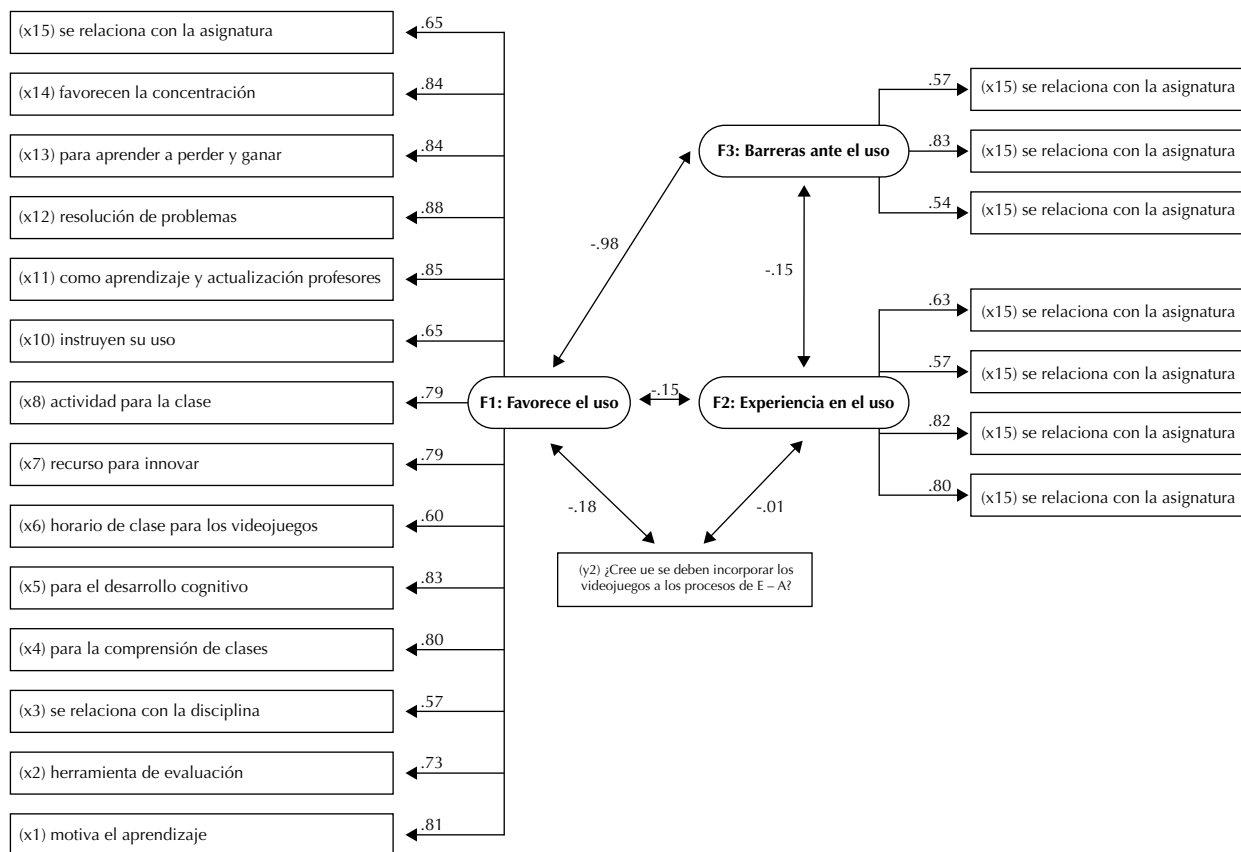 (x15) se relaciona con la asignatura
.65
(x14) favorecen la concentración
.84
(x13) para aprender a perder y ganar
.84
(x12) resolución de problemas
.88
(x11) como aprendizaje y actualización profesores
.85
(x10) instruyen su uso
.65
(x8) actividad para la clase
.79
(x7) recurso para innovar
.79
(x6) horario de clase para los videojuegos
.60
(x5) para el desarrollo cognitivo
.83
(x4) para la comprensión de clases
.80
(x3) se relaciona con la disciplina
.57
(x2) herramienta de evaluación
.73
(x1) motiva el aprendizaje
.81
F1: Favorece el uso
-.98
-.15
-.18
F3: Barreras ante el uso
-.15
F2: Experiencia en el uso
-.01
(y2) ¿Cree ue se deben incorporar los
videojuegos a los procesos de E – A?
.57
(x15) se relaciona con la asignatura
.83
(x15) se relaciona con la asignatura
.54
(x15) se relaciona con la asignatura
.63
(x15) se relaciona con la asignatura
.57
(x15) se relaciona con la asignatura
.82
(x15) se relaciona con la asignatura
.80
(x15) se relaciona con la asignatura